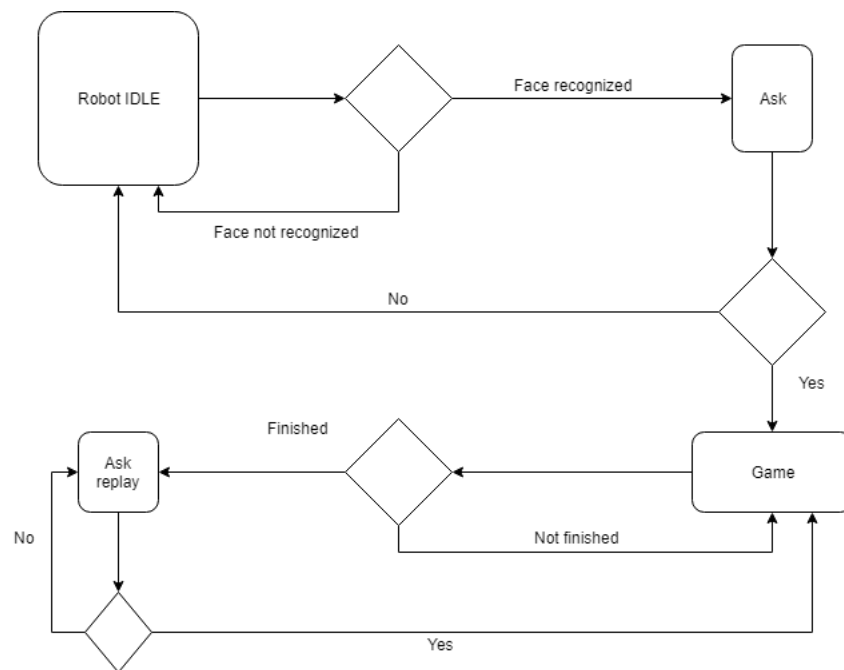 Robot IDLE
Face recognized
Ask
Face not recognized
No
Yes
Finished
Ask
replay
Game
No
Not finished
Yes